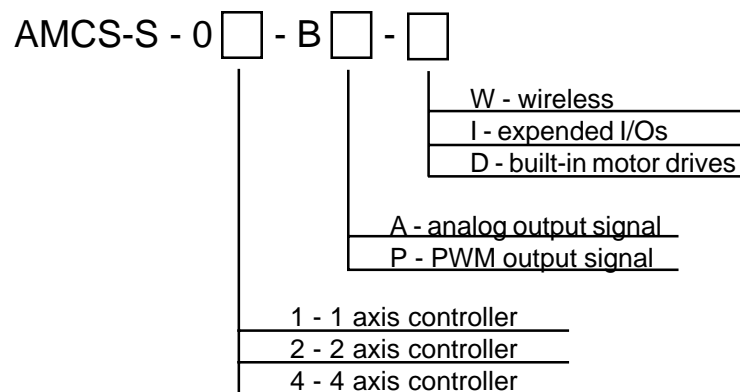 AMCS-S - 0 - B -
W - wireless
I - expended I/Os
D - built-in motor drives
A - analog output signal
P - PWM output signal
1 - 1 axis controller
2 - 2 axis controller
4 - 4 axis controller